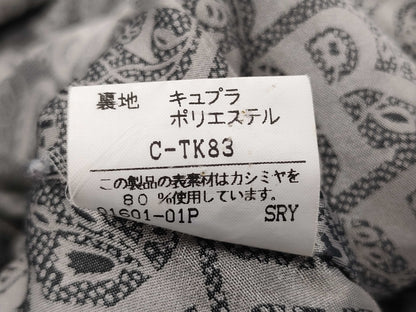 裏地 キュプラ
ポリエステル
C-TK83
この製品の表素材はカシミヤを
80%使用しています。
91601-01P SRY